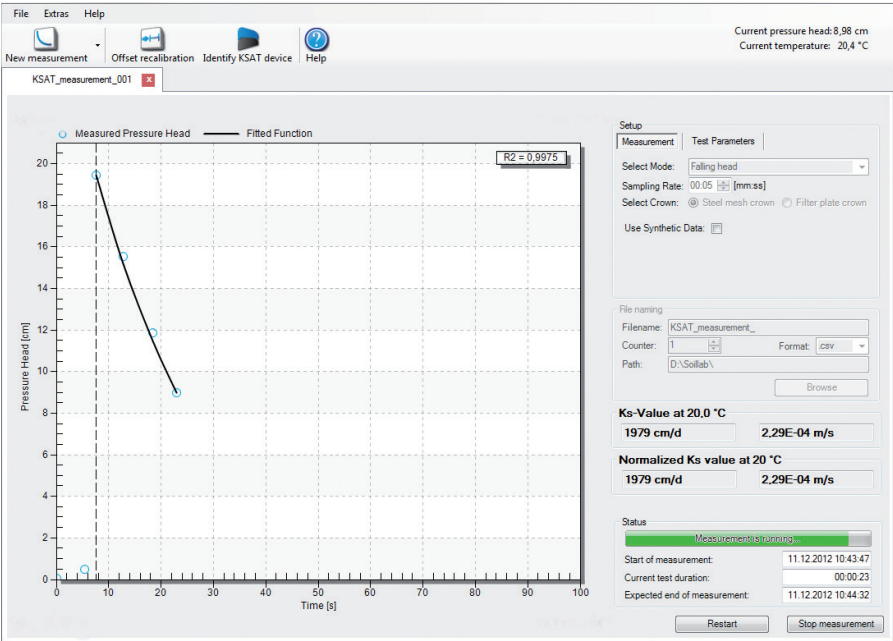 File Extras Help
New measurement Offset recalibration Identify KSAT device Help
Current pressure head: 8,98 cm
Current temperature: 20,4 °C
KSAT_measurement_001 x
Measured Pressure Head Fitted Function
R2 = 0,9975
20
18
16
14
12
10
8
6
4
2
0
Pressure Head [cm]
0 10 20 30 40 50 60 70 80 90 100
Time [s]
Setup
Measurement Test Parameters
Select Mode: Falling head
Sampling Rate: 00:05 [mm:ss]
Select Crown: Steel mesh crown Filter plate crown
Use Synthetic Data:
File naming
Filename: KSAT_measurement_
Counter: 1 Format: .csv
Path: D:\Soillab\
Browse
Ks-Value at 20,0 °C
1979 cm/d 2,29E-04 m/s
Normalized Ks value at 20 °C
1979 cm/d 2,29E-04 m/s
Status
Measurement is running...
Start of measurement: 11.12.2012 10:43:47
Current test duration: 00:00:23
Expected end of measurement: 11.12.2012 10:44:32
Restart Stop measurement